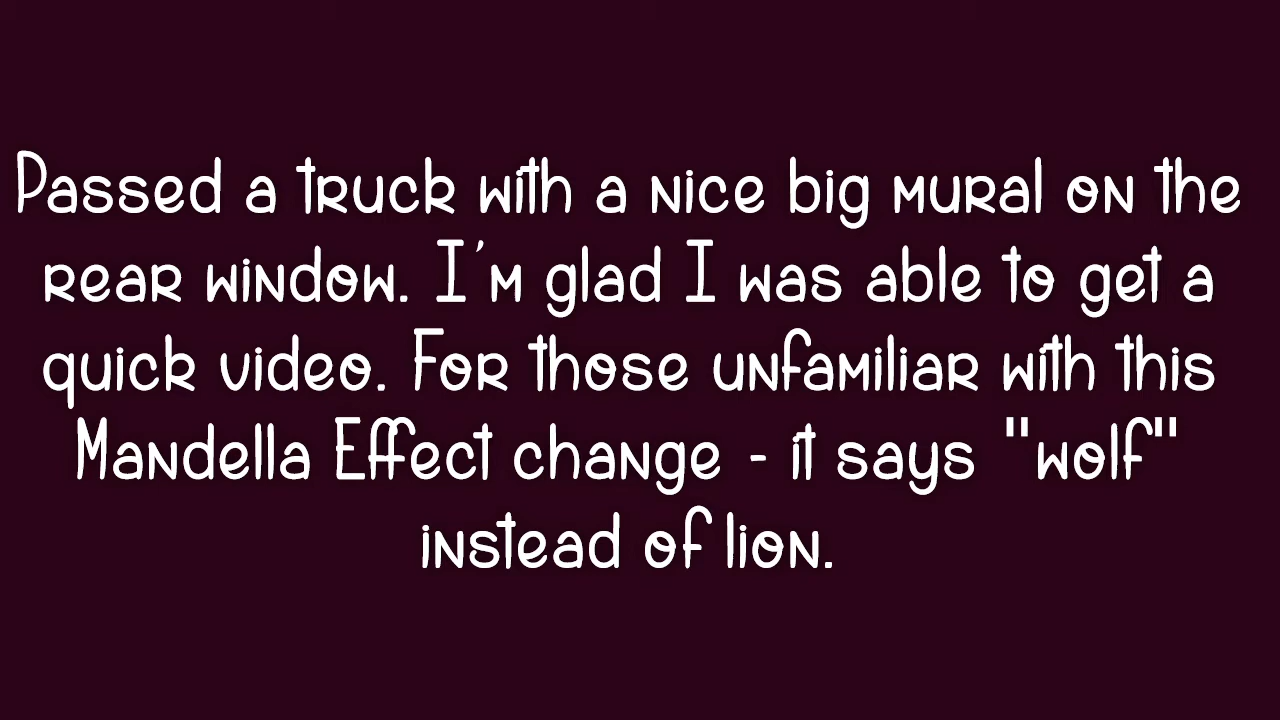 Passed a truck with a nice big mural on the
rear window. I'm glad I was able to get a
quick video. For those unfamiliar with this
Mandella Effect change - it says "wolf"
instead of lion.